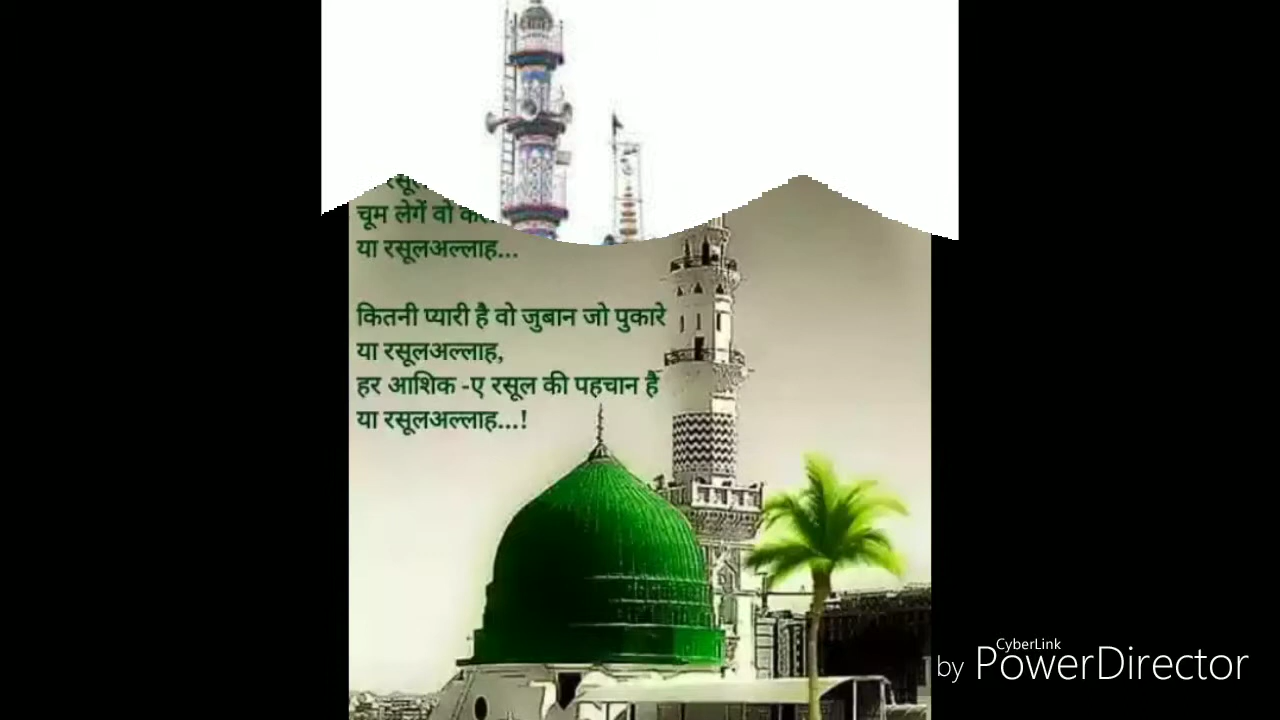 चूम लेगें वो
या रसूलअल्लाह...
कितनी प्यारी है वो जुबान जो पुकारे
या रसूलअल्लाह,
हर आशिक -ए रसूल की पहचान है
या रसूलअल्लाह...!
CyberLink
by PowerDirector